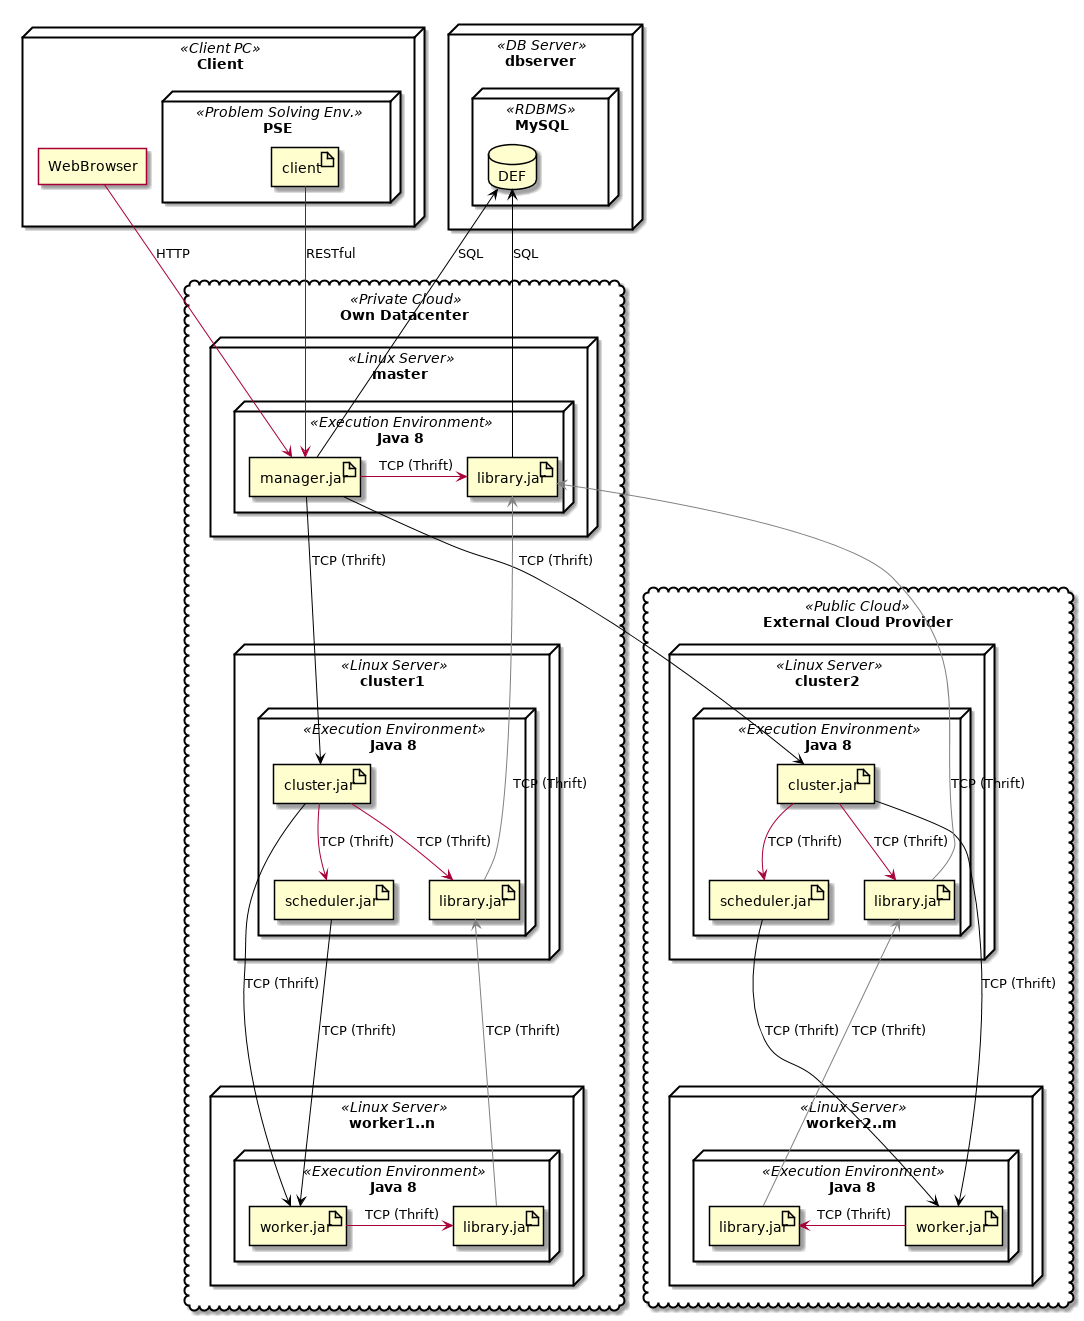 «Client PC»
Client
«Problem Solving Env.»
PSE
WebBrowser
client
«DB Server»
dbserver
«RDBMS»
MySQL
DEF
HTTP
RESTful
SQL
SQL
«Private Cloud»
Own Datacenter
«Linux Server»
master
«Execution Environment»
Java 8
manager.jar
TCP (Thrift)
library.jar
TCP (Thrift)
TCP (Thrift)
«Public Cloud»
External Cloud Provider
«Linux Server»
cluster1
«Execution Environment»
Java 8
cluster.jar
TCP (Thrift)
TCP (Thrift)
TCP (Thrift)
scheduler.jar
library.jar
«Linux Server»
cluster2
«Execution Environment»
Java 8
cluster.jar
TCP (Thrift)
TCP (Thrift)
TCP (Thrift)
scheduler.jar
library.jar
TCP (Thrift)
TCP (Thrift)
TCP (Thrift)
TCP (Thrift)
TCP (Thrift)
TCP (Thrift)
«Linux Server»
worker1..n
«Execution Environment»
Java 8
worker.jar
TCP (Thrift)
library.jar
«Linux Server»
worker2..m
«Execution Environment»
Java 8
library.jar
TCP (Thrift)
worker.jar